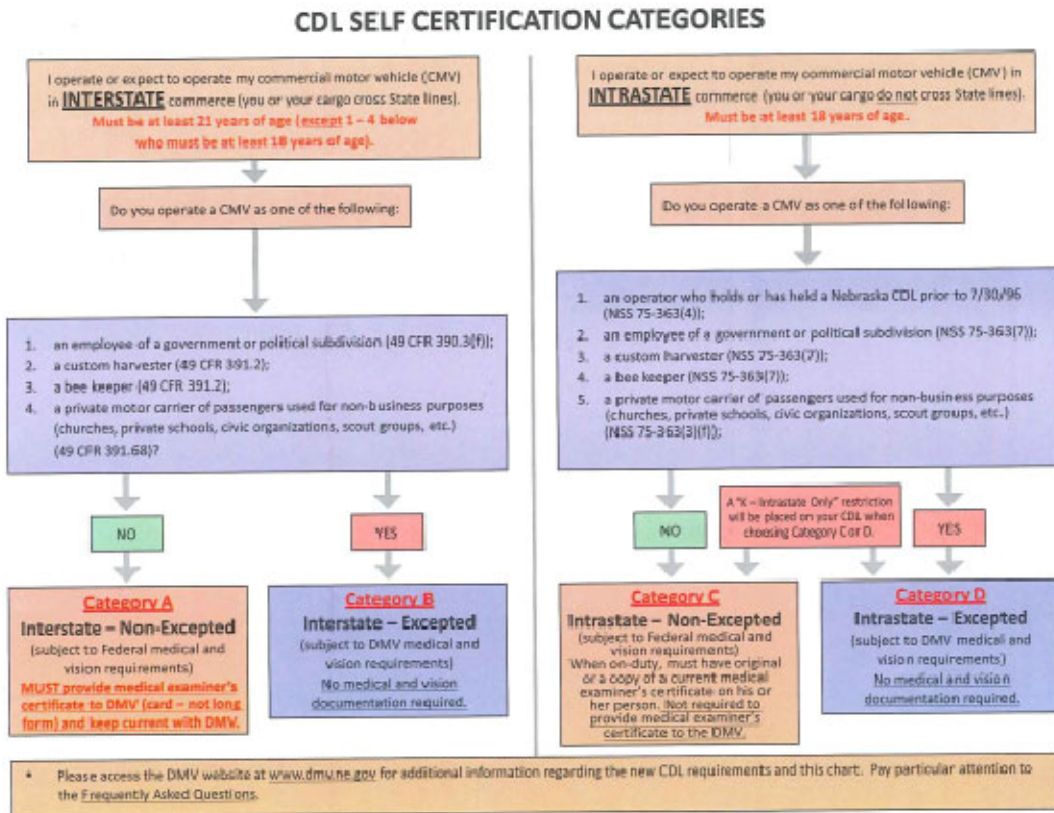 CDL SELF CERTIFICATION CATEGORIES
I operate or expect to operate my commercial motor vehicle (CMV)
in INTERSTATE commerce (you or your cargo cross State lines).
Must be at least 21 years of age (except 1 – 4 below
who must be at least 18 years of age).
Do you operate a CMV as one of the following:
1. an employee of a government or political subdivision (49 CFR 390.3(f));
2. a custom harvester (49 CFR 391.2);
3. a bee keeper (49 CFR 391.2);
4. a private motor carrier of passengers used for non-business purposes
(churches, private schools, civic organizations, scout groups, etc.)
(49 CFR 391.68)?
NO
YES
Category A
Interstate – Non-Excepted
(subject to Federal medical and
vision requirements)
MUST provide medical examiner's
certificate to DMV (card – not long
form) and keep current with DMV.
Category B
Interstate – Excepted
(subject to DMV medical and
vision requirements)
No medical and vision
documentation required.
I operate or expect to operate my commercial motor vehicle (CMV) in
INTRASTATE commerce (you or your cargo do not cross State lines).
Must be at least 18 years of age.
Do you operate a CMV as one of the following:
1. an operator who holds or has held a Nebraska CDL prior to 7/30/96
(NSS 75-363(4));
2. an employee of a government or political subdivision (NSS 75-363(7));
3. a custom harvester (NSS 75-363(7));
4. a bee keeper (NSS 75-363(7));
5. a private motor carrier of passengers used for non-business purposes
(churches, private schools, civic organizations, scout groups, etc.)
(NSS 75-363(3)(f));
NO
A "K – Intrastate Only" restriction
will be placed on your CDL when
choosing Category C or D.
YES
Category C
Intrastate – Non-Excepted
(subject to Federal medical and
vision requirements)
When on-duty, must have original
or a copy of a current medical
examiner's certificate on his or
her person. Not required to
provide medical examiner's
certificate to the DMV.
Category D
Intrastate – Excepted
(subject to DMV medical and
vision requirements)
No medical and vision
documentation required.
• Please access the DMV website at www.dmv.ne.gov for additional information regarding the new CDL requirements and this chart. Pay particular attention to
the Frequently Asked Questions.